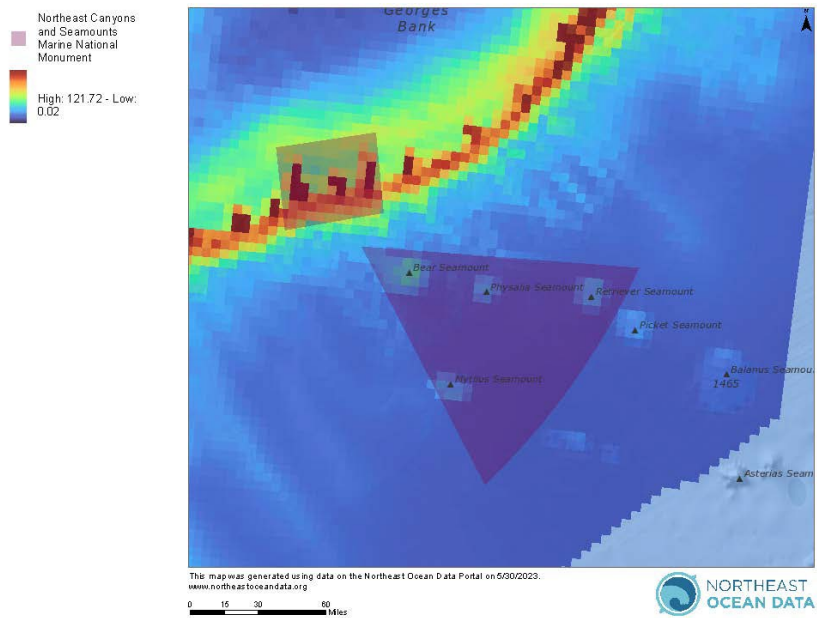 Northeast Canyons
and Seamounts
Marine National
Monument
High: 121.72 - Low:
0.02
Georges
Bank
N
Bear Seamount
Physalia Seamount
Retriever Seamount
Picket Seamount
Balanus Seamou
1465
Mytilus Seamount
Asterias Seam
This map was generated using data on the Northeast Ocean Data Portal on 5/30/2023.
www.northeastoceandata.org
0 15 30 60
Miles
NORTHEAST
OCEAN DATA